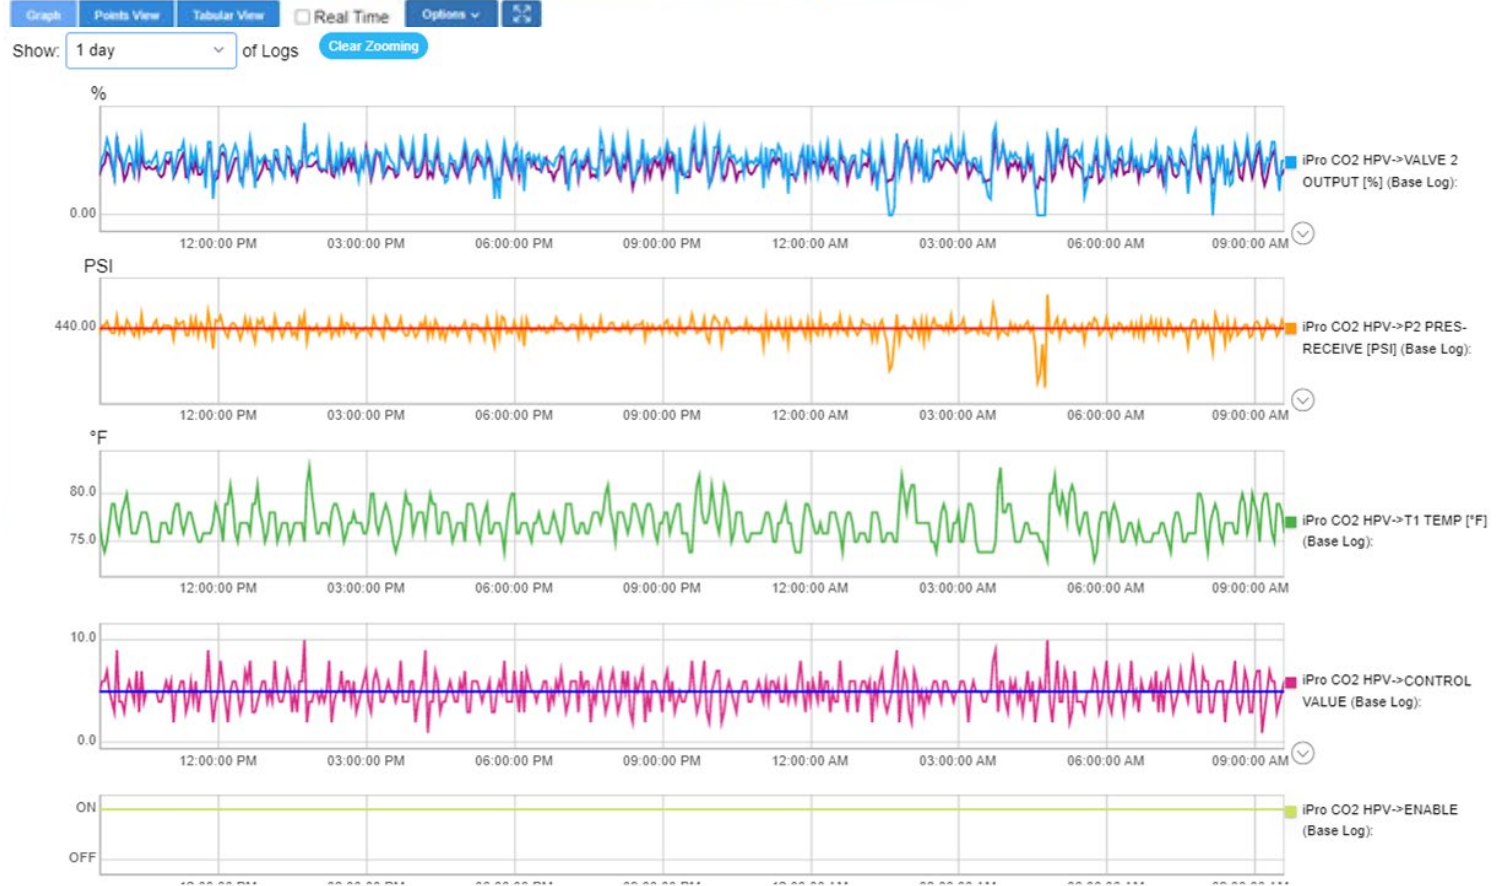 Graph Points View Tabular View Real Time Options
Show: 1 day of Logs Clear Zooming
%
iPro CO2 HPV->VALVE 2
OUTPUT [%] (Base Log):
0.00
12:00:00 PM 03:00:00 PM 06:00:00 PM 09:00:00 PM 12:00:00 AM 03:00:00 AM 06:00:00 AM 09:00:00 AM
PSI
440.00
iPro CO2 HPV->P2 PRES-
RECEIVE [PSI] (Base Log):
12:00:00 PM 03:00:00 PM 06:00:00 PM 09:00:00 PM 12:00:00 AM 03:00:00 AM 06:00:00 AM 09:00:00 AM
°F
80.0
iPro CO2 HPV->T1 TEMP [°F]
75.0
(Base Log):
12:00:00 PM 03:00:00 PM 06:00:00 PM 09:00:00 PM 12:00:00 AM 03:00:00 AM 06:00:00 AM 09:00:00 AM
10.0
iPro CO2 HPV->CONTROL
VALUE (Base Log):
0.0
12:00:00 PM 03:00:00 PM 06:00:00 PM 09:00:00 PM 12:00:00 AM 03:00:00 AM 06:00:00 AM 09:00:00 AM
ON
iPro CO2 HPV->ENABLE
(Base Log):
OFF